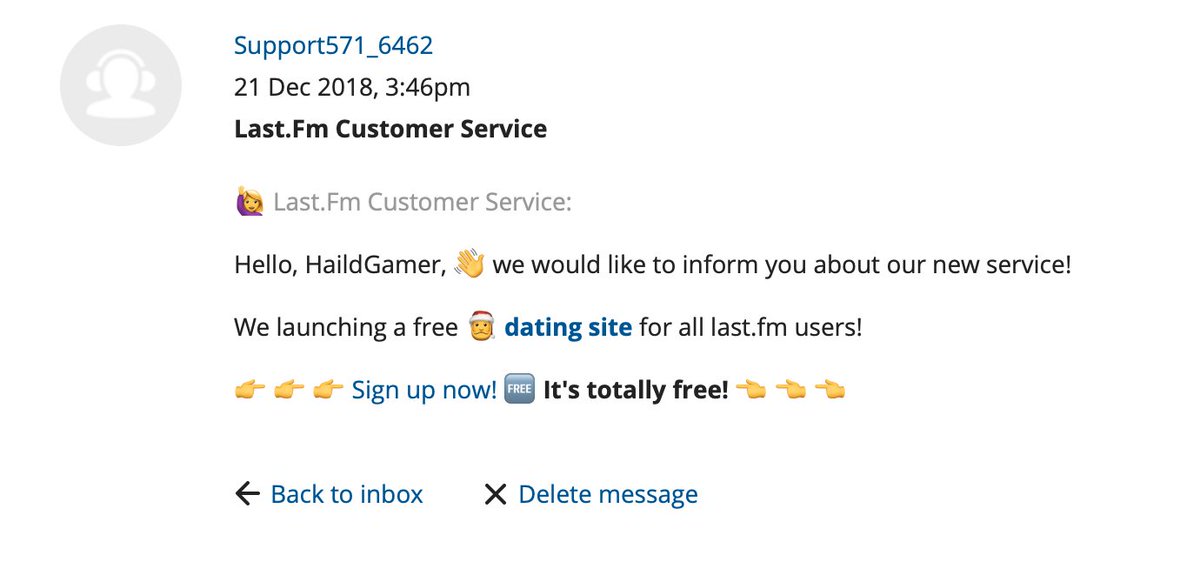 Support571_6462
21 Dec 2018, 3:46pm
Last.Fm Customer Service
🙋‍♀️ Last.Fm Customer Service:
Hello, HaildGamer, 👋 we would like to inform you about our new service!
We launching a free 🎅 dating site for all last.fm users!
👉 👉 👉 Sign up now! 🆓 It's totally free! 👈 👈 👈
← Back to inbox ✕ Delete message